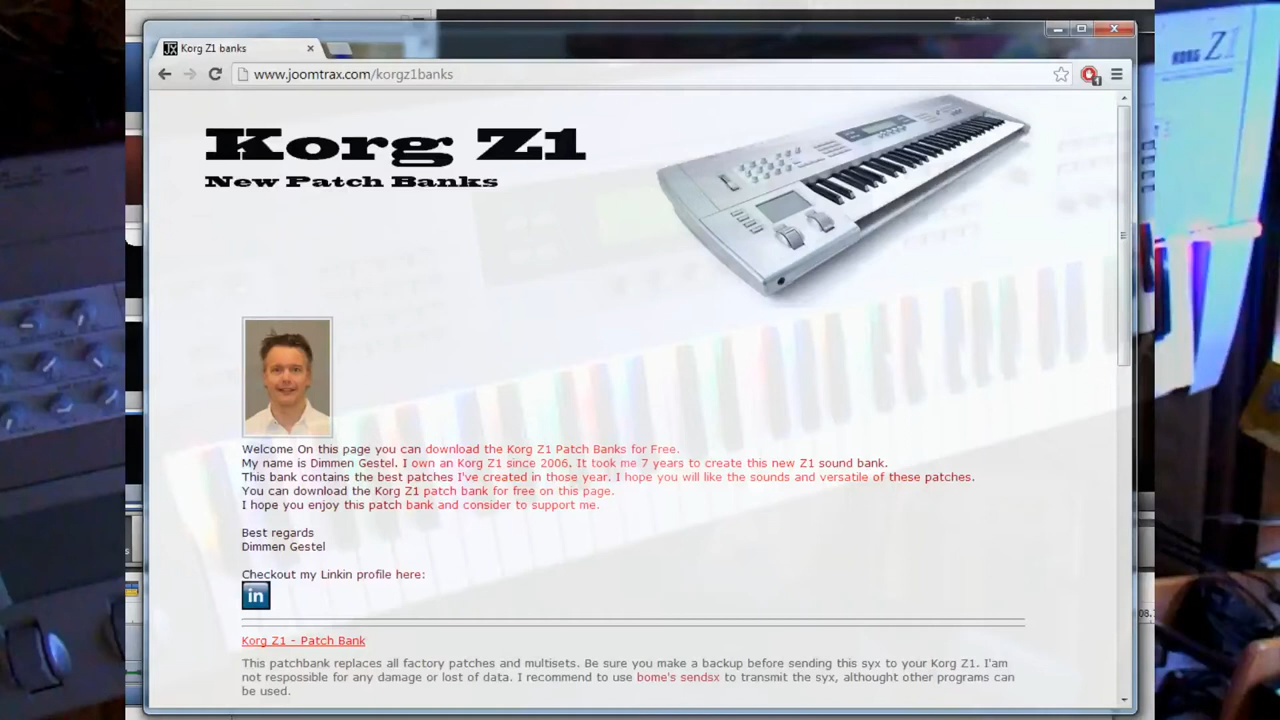 Korg Z1 banks
www.joomtrax.com/korgz1banks
KORG Z1
Korg Z1
New Patch Banks
Welcome On this page you can download the Korg Z1 Patch Banks for Free.
My name is Dimmen Gestel. I own an Korg Z1 since 2006. It took me 7 years to create this new Z1 sound bank.
This bank contains the best patches I've created in those year. I hope you will like the sounds and versatile of these patches.
You can download the Korg Z1 patch bank for free on this page.
I hope you enjoy this patch bank and consider to support me.
Best regards
Dimmen Gestel
Checkout my Linkin profile here:
in
Korg Z1 - Patch Bank
This patchbank replaces all factory patches and multisets. Be sure you make a backup before sending this syx to your Korg Z1. I'am
not respossible for any damage or lost of data. I recommend to use bome's sendsx to transmit the syx, althought other programs can
be used.